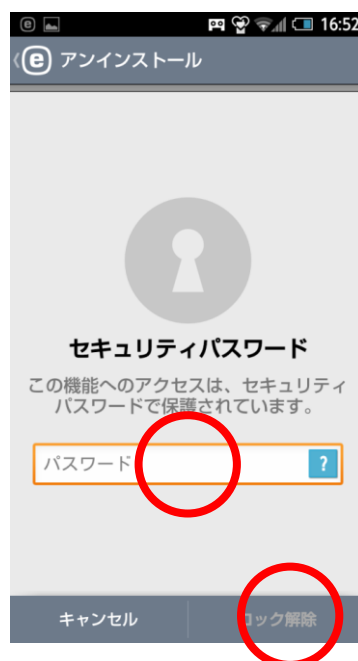 16:52
e アンインストール
セキュリティパスワード
この機能へのアクセスは、セキュリティ
パスワードで保護されています。
パスワード ?
キャンセル ロック解除